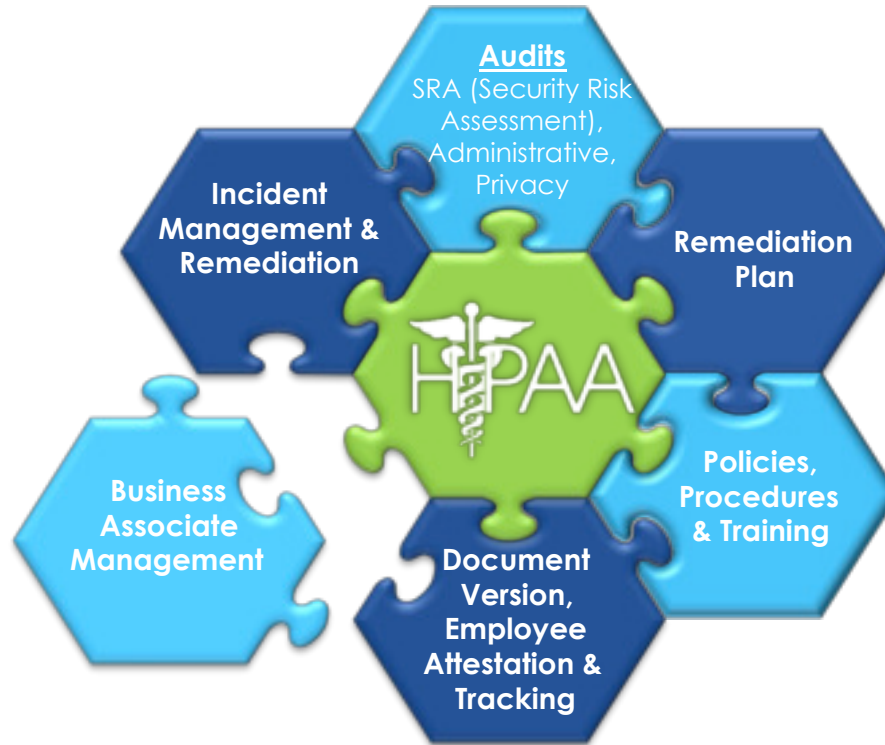 Audits
SRA (Security Risk
Assessment),
Administrative,
Privacy
Incident
Management &
Remediation
Remediation
Plan
HIPAA
Business
Associate
Management
Policies,
Procedures
& Training
Document
Version,
Employee
Attestation &
Tracking